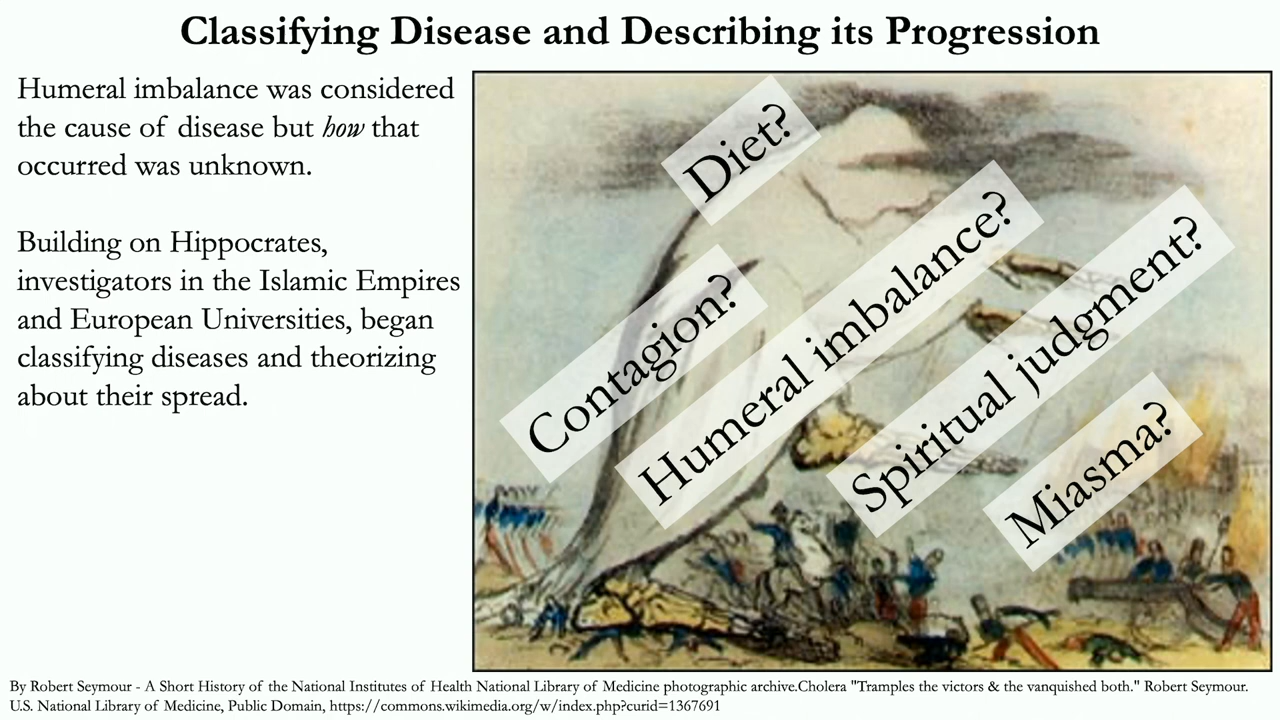 Classifying Disease and Describing its Progression
Humeral imbalance was considered
the cause of disease but how that
occurred was unknown.
Building on Hippocrates,
investigators in the Islamic Empires
and European Universities, began
classifying diseases and theorizing
about their spread.
Diet?
Contagion?
Humeral imbalance?
Spiritual judgment?
Miasma?
By Robert Seymour - A Short History of the National Institutes of Health National Library of Medicine photographic archive.Cholera "Tramples the victors & the vanquished both." Robert Seymour.
U.S. National Library of Medicine, Public Domain, https://commons.wikimedia.org/w/index.php?curid=1367691